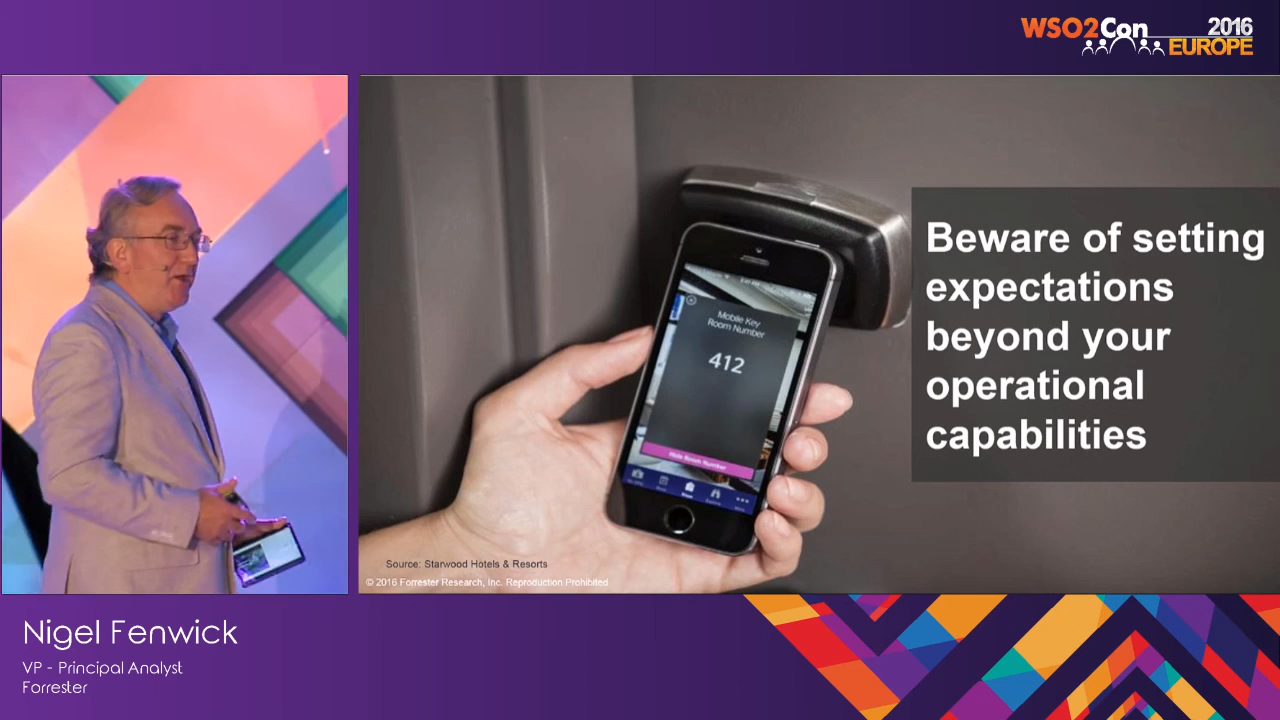 WSO2Con 2016
EUROPE
Beware of setting
expectations
beyond your
operational
capabilities
Mobile Key
Room Number
412
Hide Room Number
Source: Starwood Hotels & Resorts
© 2016 Forrester Research, Inc. Reproduction Prohibited
Nigel Fenwick
VP - Principal Analyst
Forrester